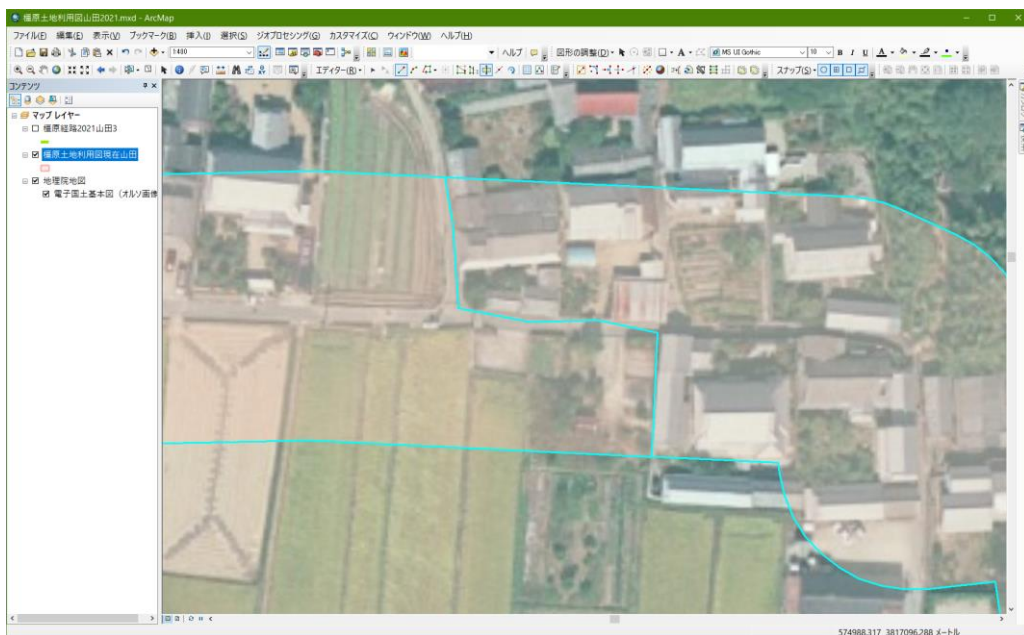 橿原土地利用図山田2021.mxd - ArcMap
ファイル(F) 編集(E) 表示(V) ブックマーク(B) 挿入(I) 選択(S) ジオプロセシング(G) カスタマイズ(C) ウィンドウ(W) ヘルプ(H)
1:480 ヘルプ 図形の調整(D) A MS UI Gothic 10 B I U A
エディター(R) スナップ(S)
コンテンツ
マップ レイヤー
橿原経路2021山田3
橿原土地利用図現在山田
地理院地図
電子国土基本図（オルソ画像
574988.317 3817096.288 メートル